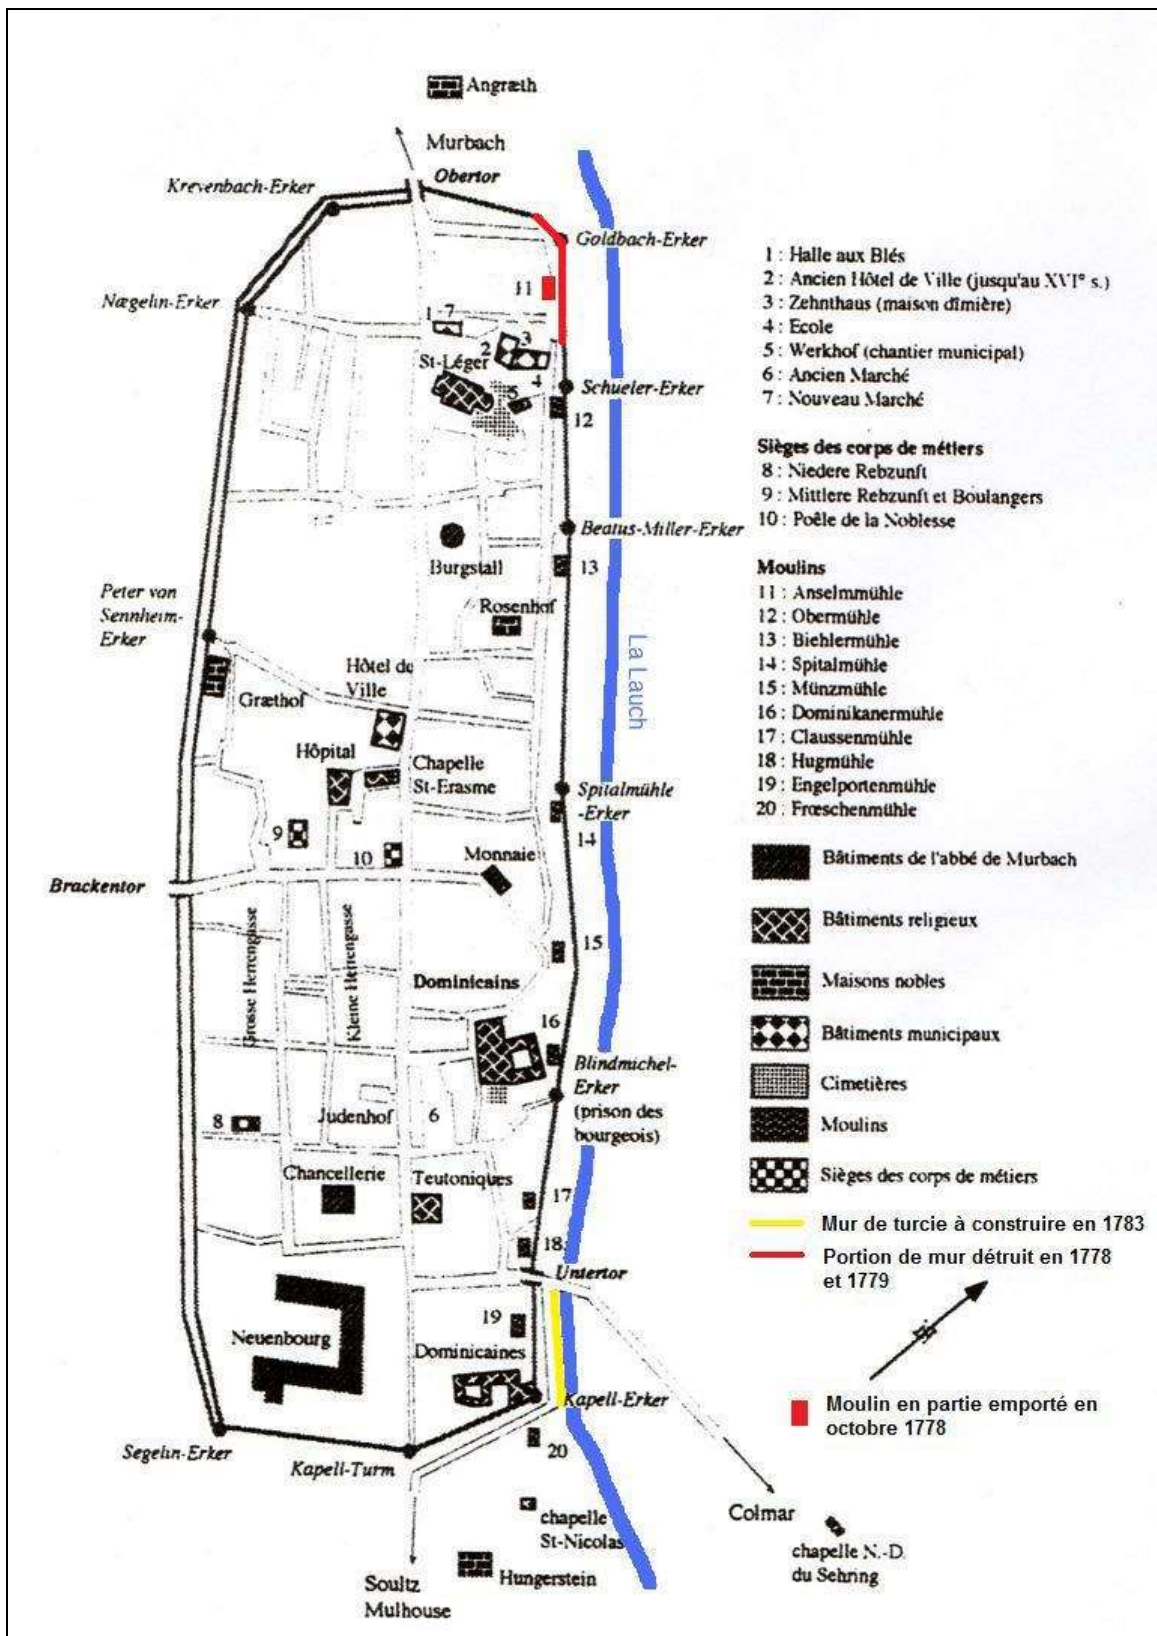 Angræth
Murbach
Obertor
Krevenbach-Erker
Goldbach-Erker
11
Nægelin-Erker
1
7
3
2
St-Léger
4
5
Schueler-Erker
12
Beatus-Miller-Erker
Burgstall
13
Peter von
Sennheim-
Erker
Rosenhof
La Lauch
Hôtel de
Ville
Græthof
Hôpital
Chapelle
St-Erasme
Spitalmühle
-Erker
9
14
10
Monnaie
Brackentor
Grosse Herrengasse
Kleine Herrengasse
15
Dominicains
16
Blindmichel-
Erker
(prison des
bourgeois)
8
Judenhof
6
Chancellerie
Teutoniques
17
18
Untertor
19
Neuenbourg
Dominicaines
Kapell-Erker
Segelin-Erker
Kapell-Turm
20
chapelle
St-Nicolas
Colmar
chapelle N.-D.
du Sehring
Hungerstein
Soultz
Mulhouse
1 : Halle aux Blés
2 : Ancien Hôtel de Ville (jusqu'au XVIe s.)
3 : Zehnthaus (maison dîmière)
4 : Ecole
5 : Werkhof (chantier municipal)
6 : Ancien Marché
7 : Nouveau Marché
Sièges des corps de métiers
8 : Niedere Rebzunft
9 : Mittlere Rebzunft et Boulangers
10 : Poêle de la Noblesse
Moulins
11 : Anselmmühle
12 : Obermühle
13 : Biehlermühle
14 : Spitalmühle
15 : Münzmühle
16 : Dominikanermuhle
17 : Claussenmühle
18 : Hugmühle
19 : Engelportenmühle
20 : Frœschenmühle
Bâtiments de l'abbé de Murbach
Bâtiments religieux
Maisons nobles
Bâtiments municipaux
Cimetières
Moulins
Sièges des corps de métiers
Mur de turcie à construire en 1783
Portion de mur détruit en 1778
et 1779
Moulin en partie emporté en
octobre 1778